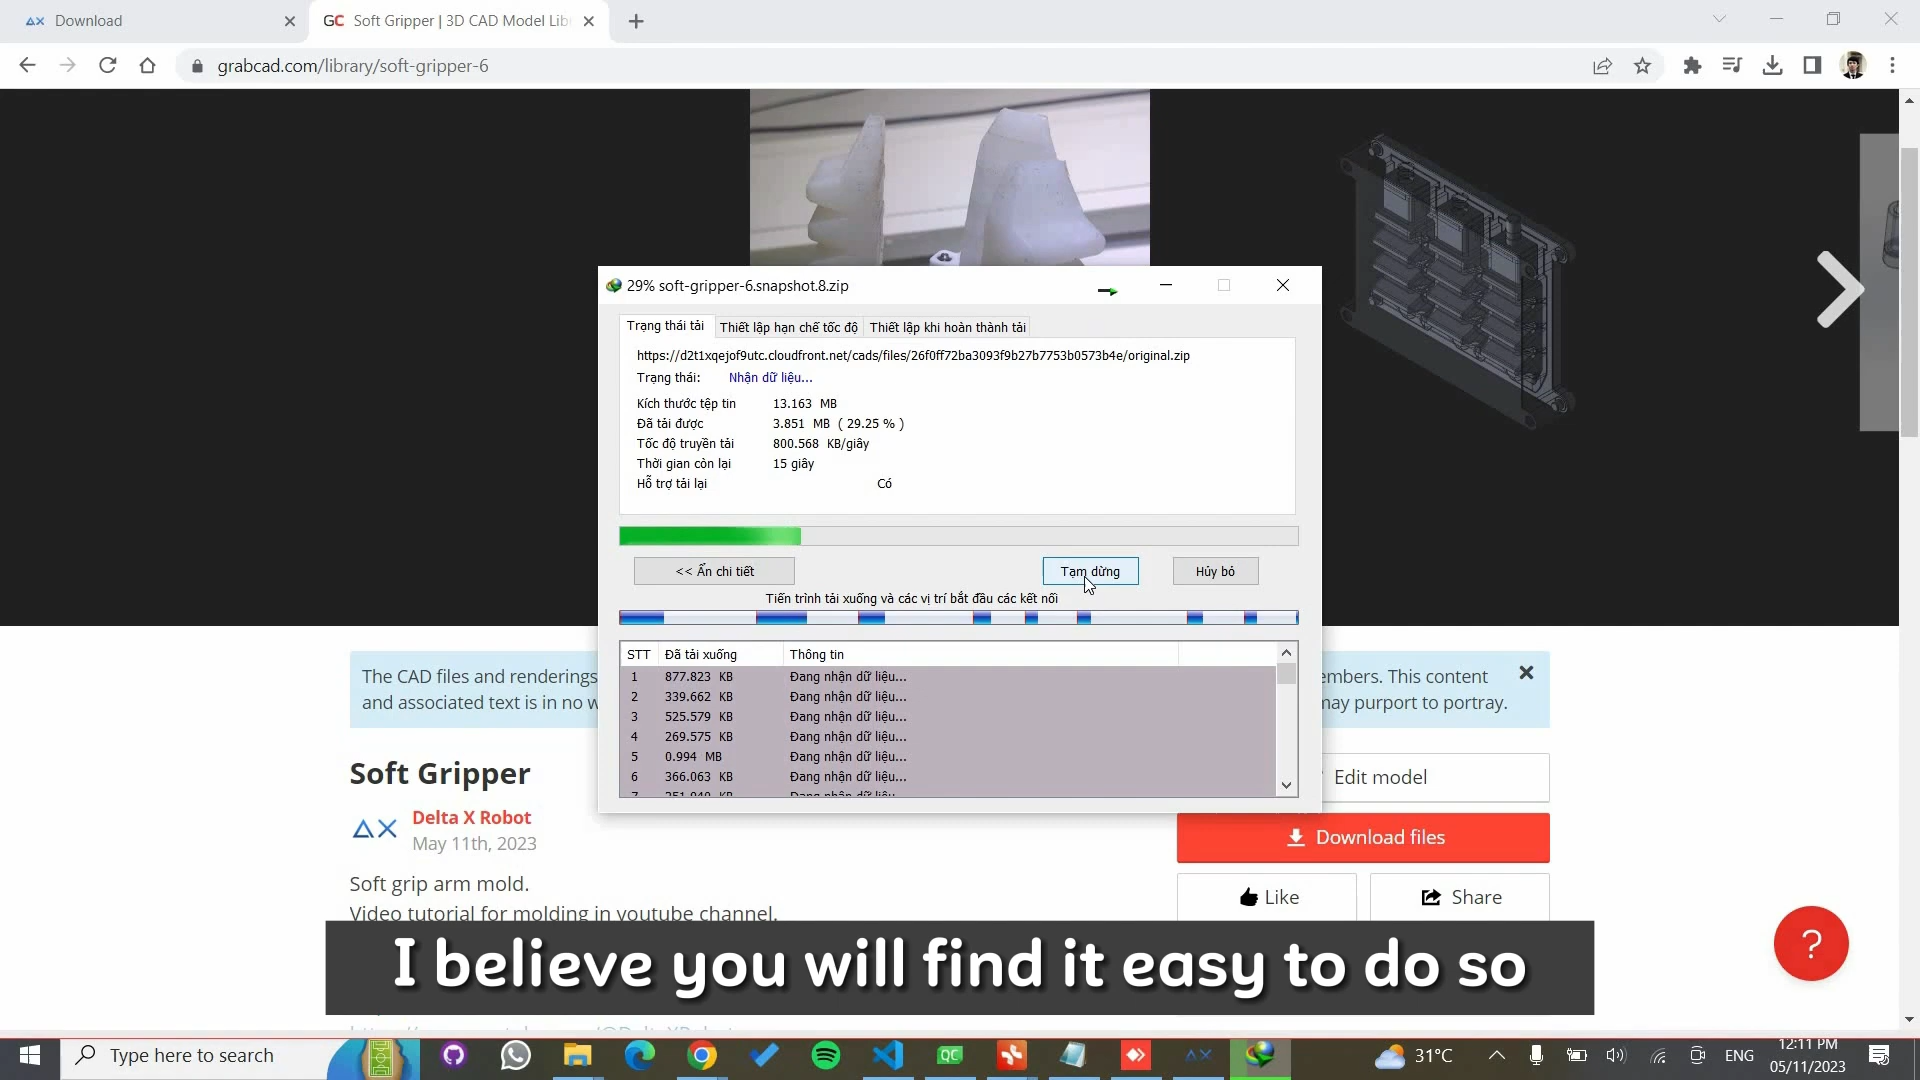 Download
GC Soft Gripper | 3D CAD Model Lib
grabcad.com/library/soft-gripper-6
29% soft-gripper-6.snapshot.8.zip
Trạng thái tải
Thiết lập hạn chế tốc độ
Thiết lập khi hoàn thành tải
https://d2t1xqejof9utc.cloudfront.net/cads/files/26f0ff72ba3093f9b27b7753b0573b4e/original.zip
Trạng thái: Nhận dữ liệu...
Kích thước tệp tin 13.163 MB
Đã tải được 3.851 MB ( 29.25 % )
Tốc độ truyền tải 800.568 KB/giây
Thời gian còn lại 15 giây
Hỗ trợ tải lại Có
<< Ẩn chi tiết
Tạm dừng
Hủy bỏ
Tiến trình tải xuống và các vị trí bắt đầu các kết nối
STT Đã tải xuống Thông tin
1 877.823 KB Đang nhận dữ liệu...
2 339.662 KB Đang nhận dữ liệu...
3 525.579 KB Đang nhận dữ liệu...
4 269.575 KB Đang nhận dữ liệu...
5 0.994 MB Đang nhận dữ liệu...
6 366.063 KB Đang nhận dữ liệu...
The CAD files and renderings
embers. This content
and associated text is in no w
may purport to portray.
Soft Gripper
Delta X Robot
May 11th, 2023
Soft grip arm mold.
Video tutorial for molding in youtube channel.
Edit model
Download files
Like
Share
?
I believe you will find it easy to do so
Type here to search
QC
31°C
ENG
12:11 PM
05/11/2023